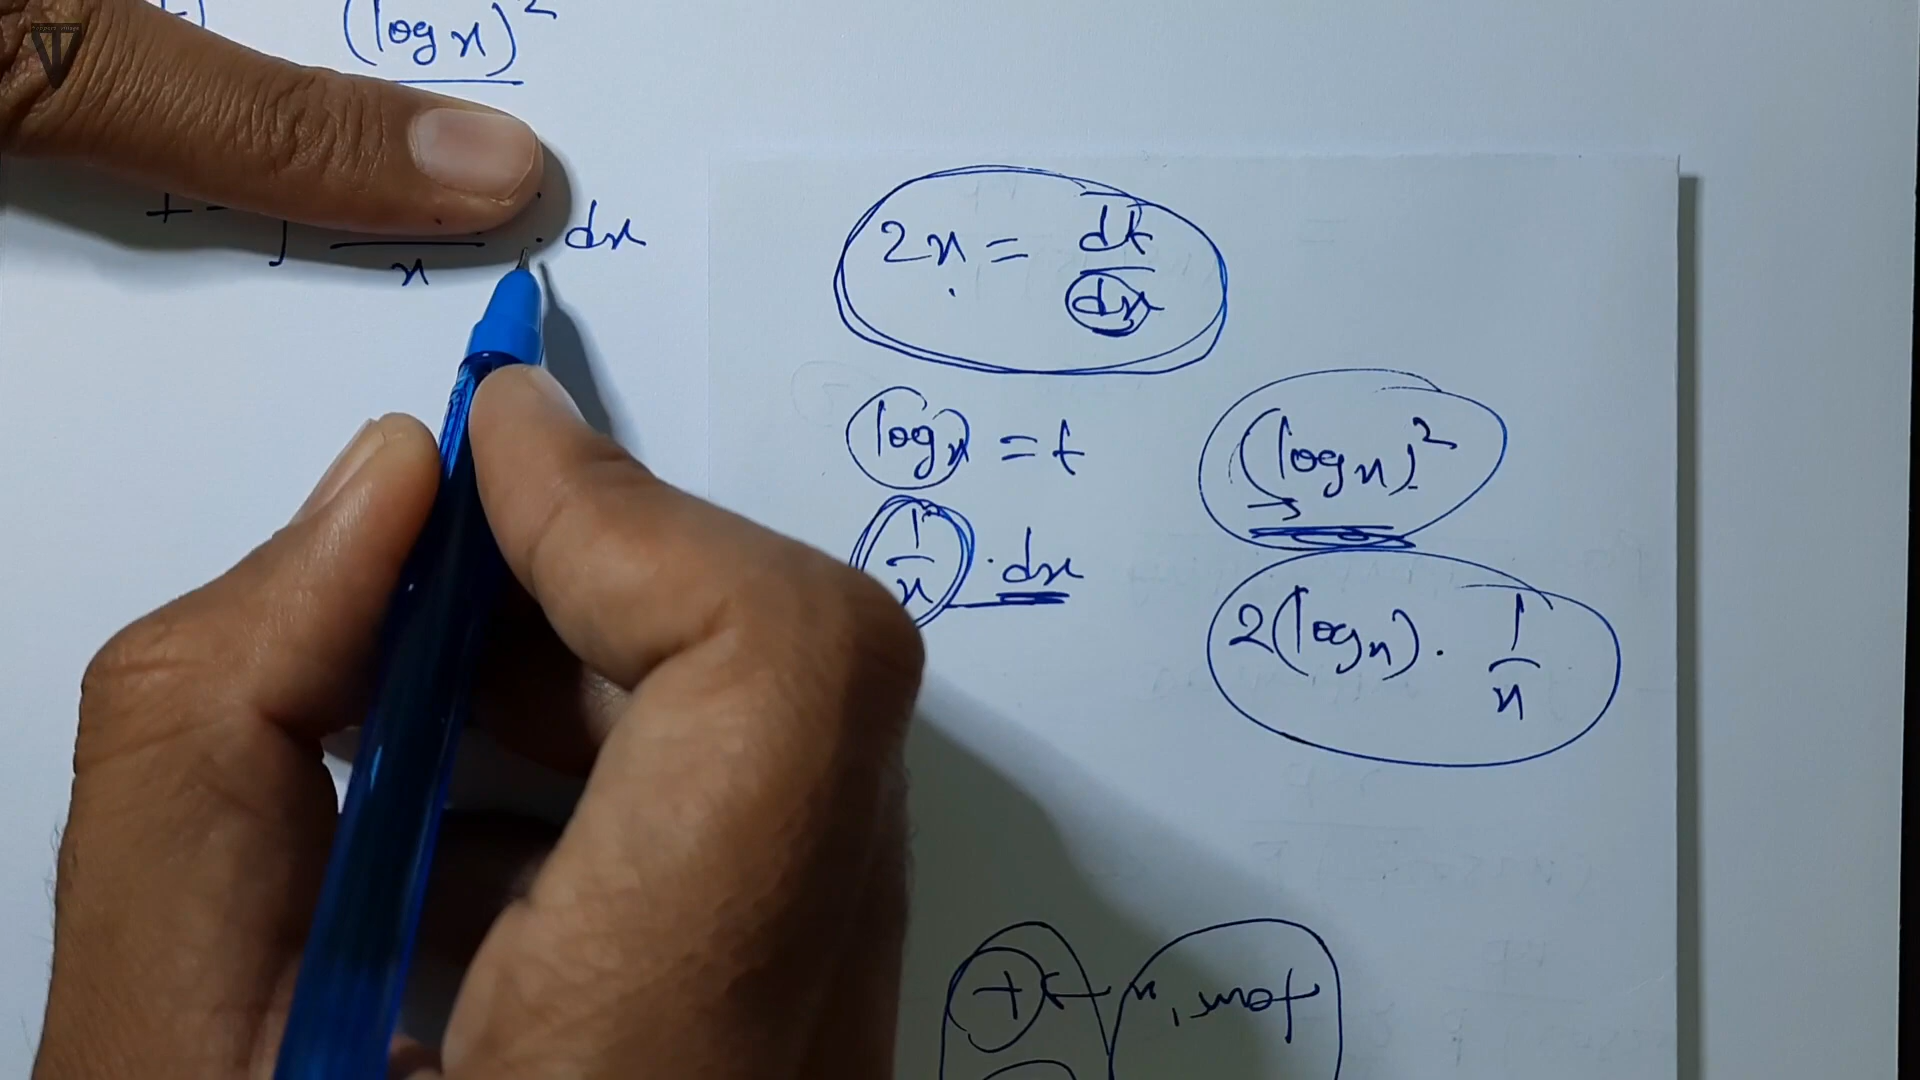 (log x)²
I = ∫ ─── . dx
x
2x = dt/dx
log x = t
(log x)²
1/x . dx
2(log x) . 1/x